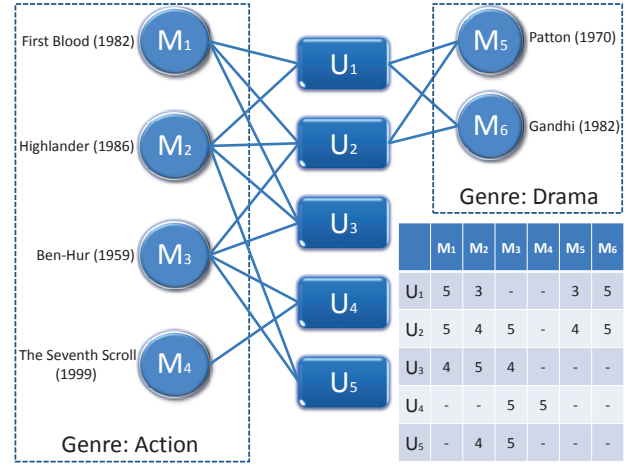 First Blood (1982)
M1
Highlander (1986)
M2
Ben-Hur (1959)
M3
The Seventh Scroll
(1999)
M4
Genre: Action
U1
U2
U3
U4
U5
M5
Patton (1970)
M6
Gandhi (1982)
Genre: Drama
M1 M2 M3 M4 M5 M6
U1 5 3 - - 3 5
U2 5 4 5 - 4 5
U3 4 5 4 - - -
U4 - - 5 5 - -
U5 - 4 5 - - -